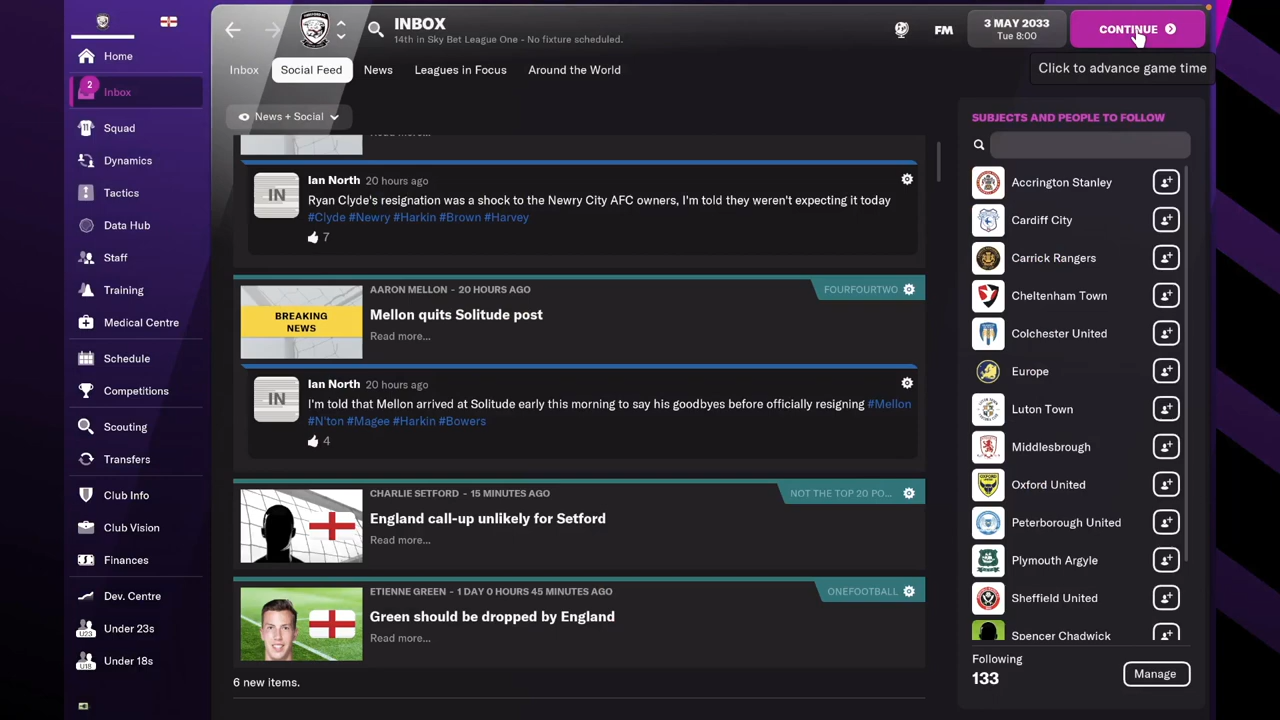 INBOX
14th in Sky Bet League One - No fixture scheduled.
FM
3 MAY 2033
Tue 8:00
CONTINUE
Click to advance game time
Home
2
Inbox
Squad
Dynamics
Tactics
Data Hub
Staff
Training
Medical Centre
Schedule
Competitions
Scouting
Transfers
Club Info
Club Vision
Finances
Dev. Centre
Under 23s
Under 18s
Inbox
Social Feed
News
Leagues in Focus
Around the World
News + Social
Read more...
IN
Ian North 20 hours ago
Ryan Clyde's resignation was a shock to the Newry City AFC owners, I'm told they weren't expecting it today
#Clyde #Newry #Harkin #Brown #Harvey
7
AARON MELLON - 20 HOURS AGO
FOURFOURTWO
BREAKING
NEWS
Mellon quits Solitude post
Read more...
IN
Ian North 20 hours ago
I'm told that Mellon arrived at Solitude early this morning to say his goodbyes before officially resigning #Mellon
#N'ton #Magee #Harkin #Bowers
4
CHARLIE SETFORD - 15 MINUTES AGO
NOT THE TOP 20 PO...
England call-up unlikely for Setford
Read more...
ETIENNE GREEN - 1 DAY 0 HOURS 45 MINUTES AGO
ONEFOOTBALL
Green should be dropped by England
Read more...
6 new items.
SUBJECTS AND PEOPLE TO FOLLOW
Accrington Stanley
Cardiff City
Carrick Rangers
Cheltenham Town
Colchester United
Europe
Luton Town
Middlesbrough
Oxford United
Peterborough United
Plymouth Argyle
Sheffield United
Spencer Chadwick
Following
133
Manage